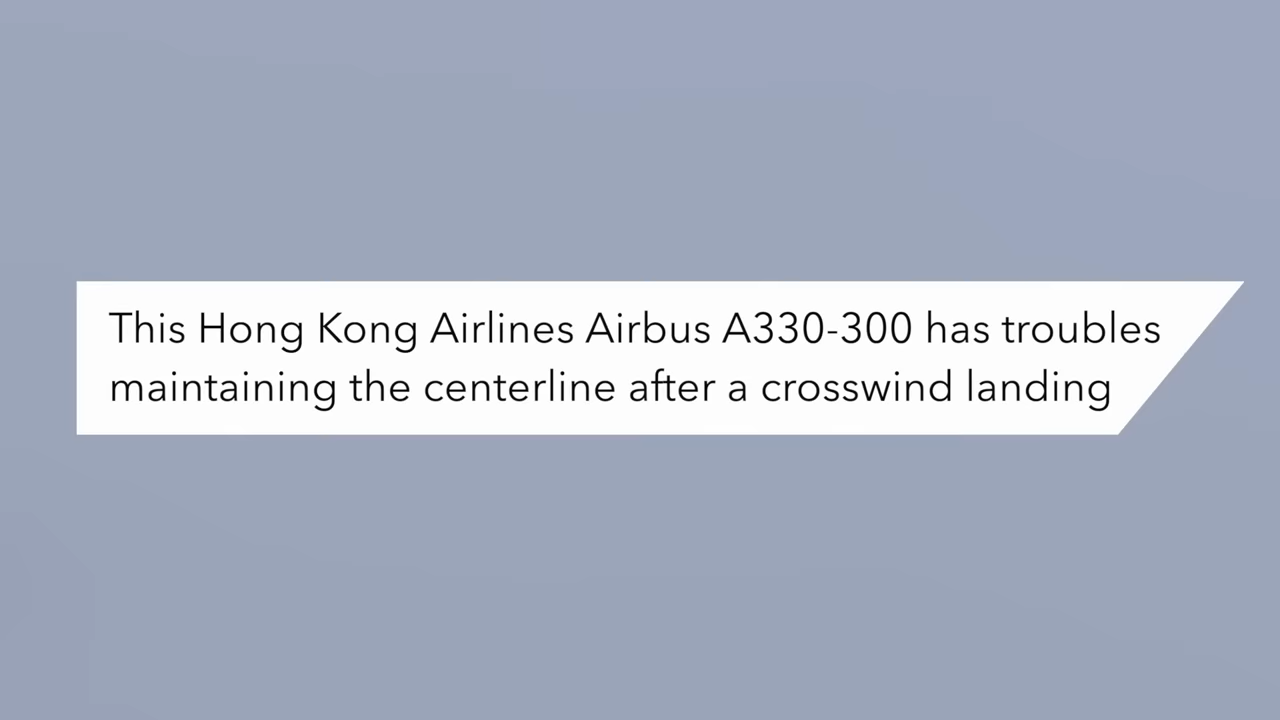 This Hong Kong Airlines Airbus A330-300 has troubles
maintaining the centerline after a crosswind landing